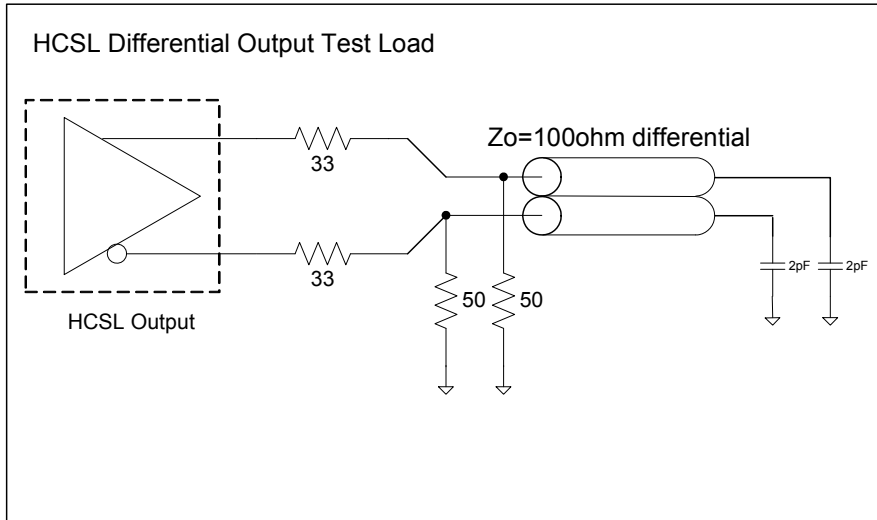 HCSL Differential Output Test Load
Zo=100ohm differential
33
33
50
50
2pF
2pF
HCSL Output